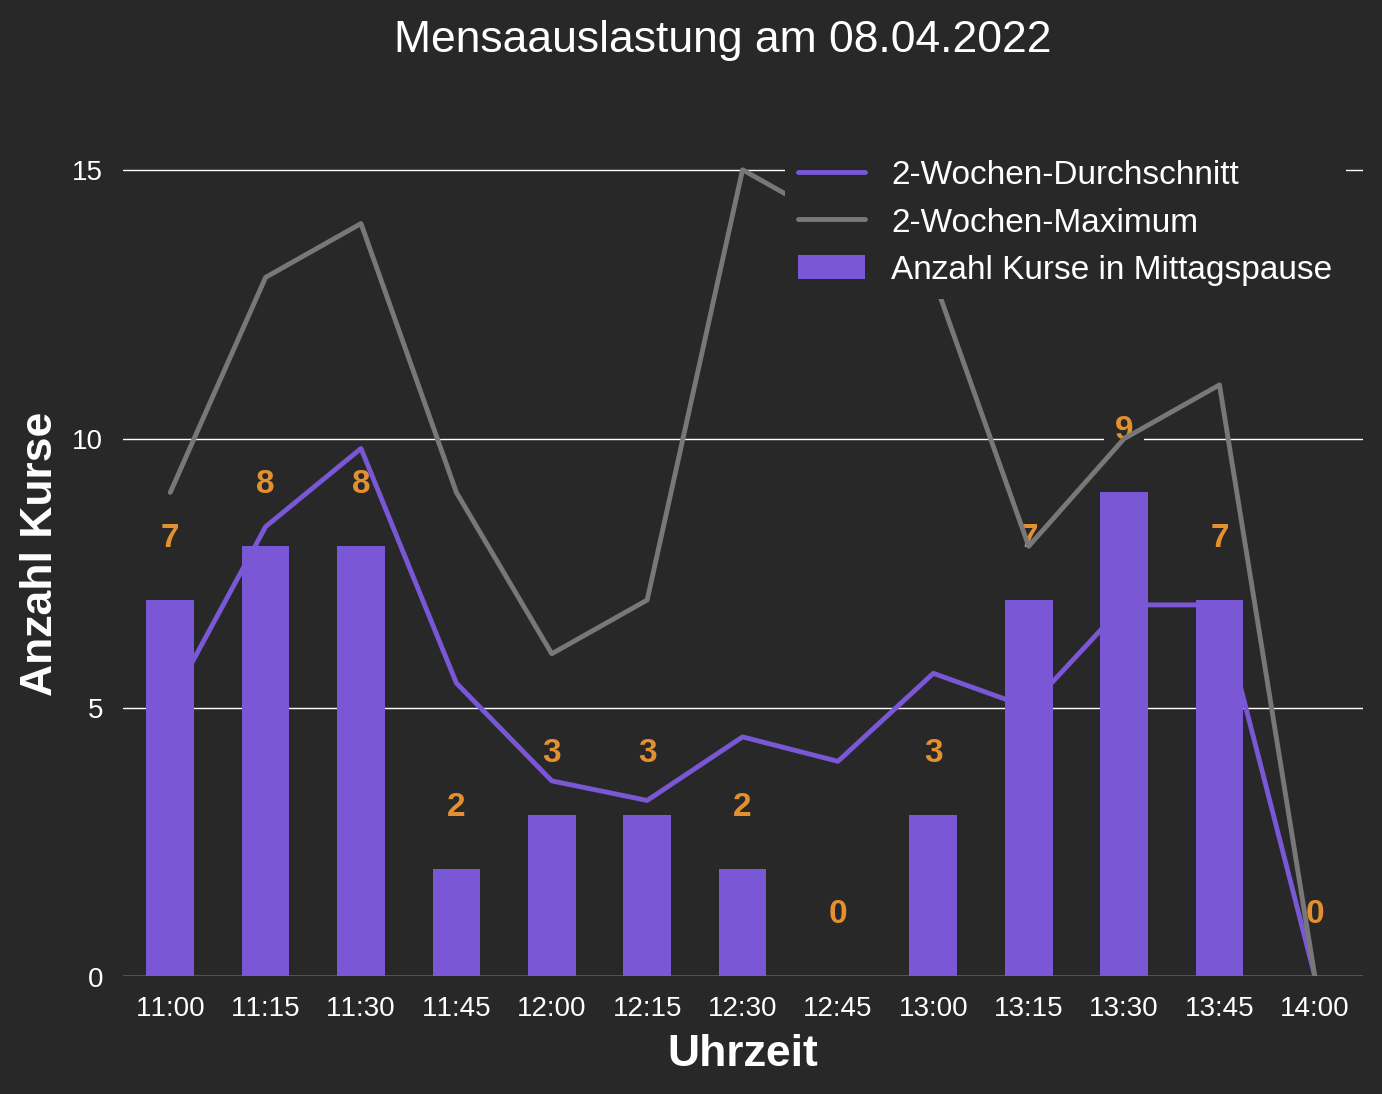 Mensaauslastung am 08.04.2022
2-Wochen-Durchschnitt
2-Wochen-Maximum
Anzahl Kurse in Mittagspause
Anzahl Kurse
15
10
5
0
7
8
8
2
3
3
2
0
3
7
9
7
0
11:00 11:15 11:30 11:45 12:00 12:15 12:30 12:45 13:00 13:15 13:30 13:45 14:00
Uhrzeit